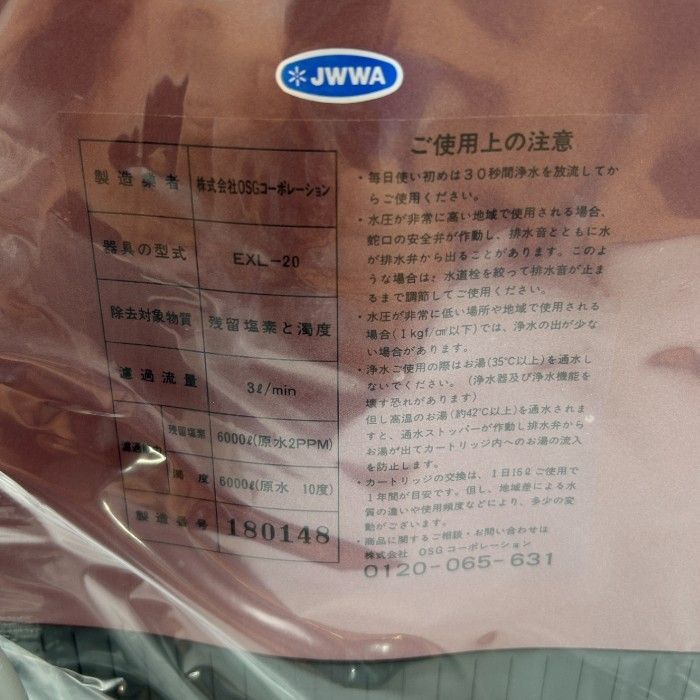 JWWA
製造業者 株式会社OSGコーポレーション
器具の型式 EXL-20
除去対象物質 残留塩素と濁度
濾過流量 3ℓ/min
残留塩素 6000ℓ(原水2PPM)
濁度 6000ℓ(原水 10度)
製造番号 180148
ご使用上の注意
・毎日使い初めは30秒間浄水を放流してか
らご使用ください。
・水圧が非常に高い地域で使用される場合、
蛇口の安全弁が作動し、排水音とともに水
が排水弁から出ることがあります。このよ
うな場合は、水道栓を絞って排水音が止ま
るまで調節してご使用ください。
・水圧が非常に低い場所や地域で使用される
場合(1kgf/㎠以下)では、浄水の出が少な
い場合があります。
・浄水ご使用の際はお湯(35℃以上)を通水し
ないでください。(浄水器及び浄水機能を
壊す恐れがあります)
但し高温のお湯(約42℃以上)を通水されま
すと、通水ストッパーが作動し排水弁から
お湯が出てカートリッジ内へのお湯の流入
を防止します。
・カートリッジの交換は、1日16ℓご使用で
1年間が目安です。但し、地域差による水
質の違いや使用頻度などにより、多少の変
動がございます。
・商品に関するご相談・お問い合わせは
株式会社 OSGコーポレーション
0120-065-631